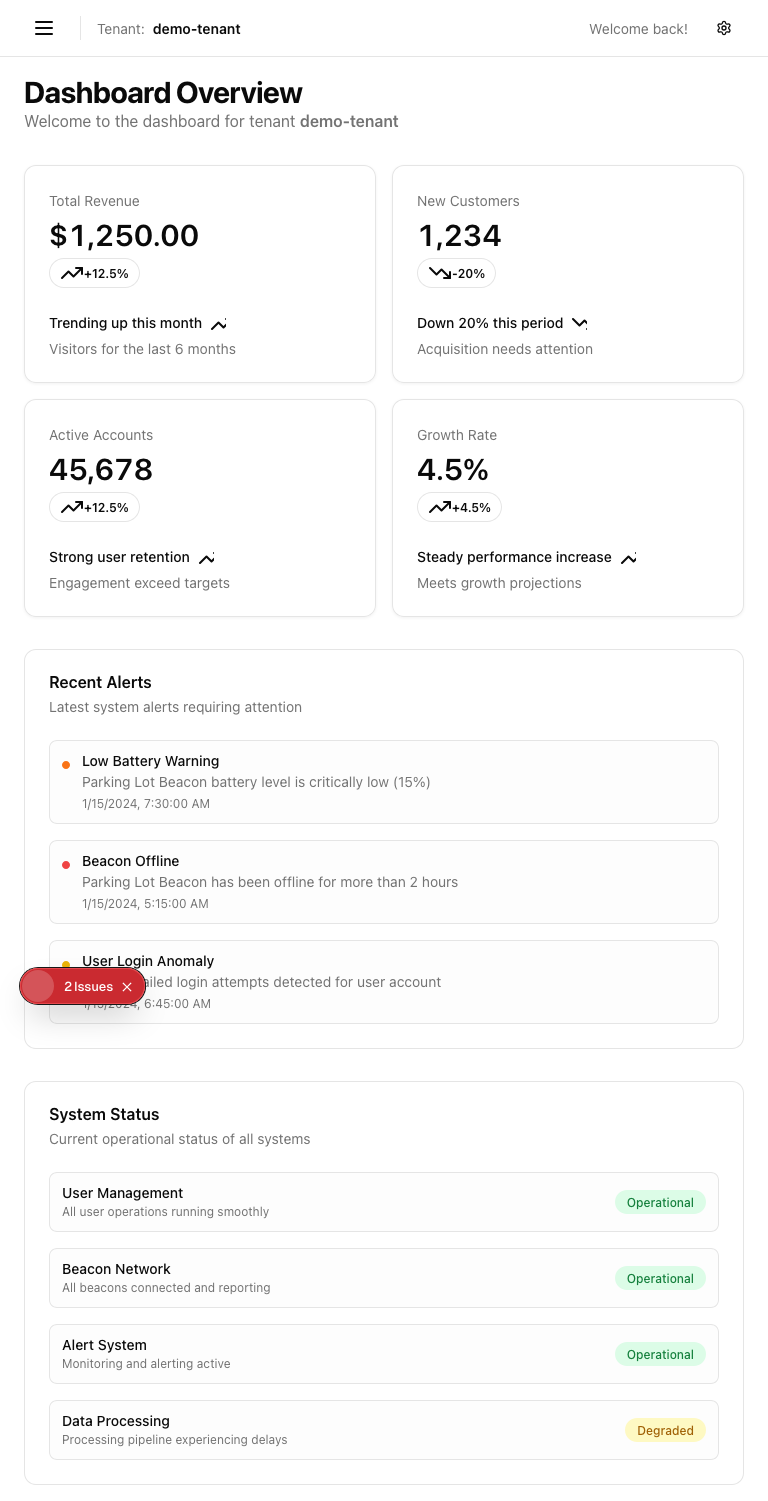 Tenant: demo-tenant
Welcome back!
Dashboard Overview
Welcome to the dashboard for tenant demo-tenant
Total Revenue
$1,250.00
+12.5%
Trending up this month
Visitors for the last 6 months
New Customers
1,234
-20%
Down 20% this period
Acquisition needs attention
Active Accounts
45,678
+12.5%
Strong user retention
Engagement exceed targets
Growth Rate
4.5%
+4.5%
Steady performance increase
Meets growth projections
Recent Alerts
Latest system alerts requiring attention
Low Battery Warning
Parking Lot Beacon battery level is critically low (15%)
1/15/2024, 7:30:00 AM
Beacon Offline
Parking Lot Beacon has been offline for more than 2 hours
1/15/2024, 5:15:00 AM
User Login Anomaly
login attempts detected for user account
1/15/2024, 6:45:00 AM
2 Issues
System Status
Current operational status of all systems
User Management
All user operations running smoothly
Operational
Beacon Network
All beacons connected and reporting
Operational
Alert System
Monitoring and alerting active
Operational
Data Processing
Processing pipeline experiencing delays
Degraded